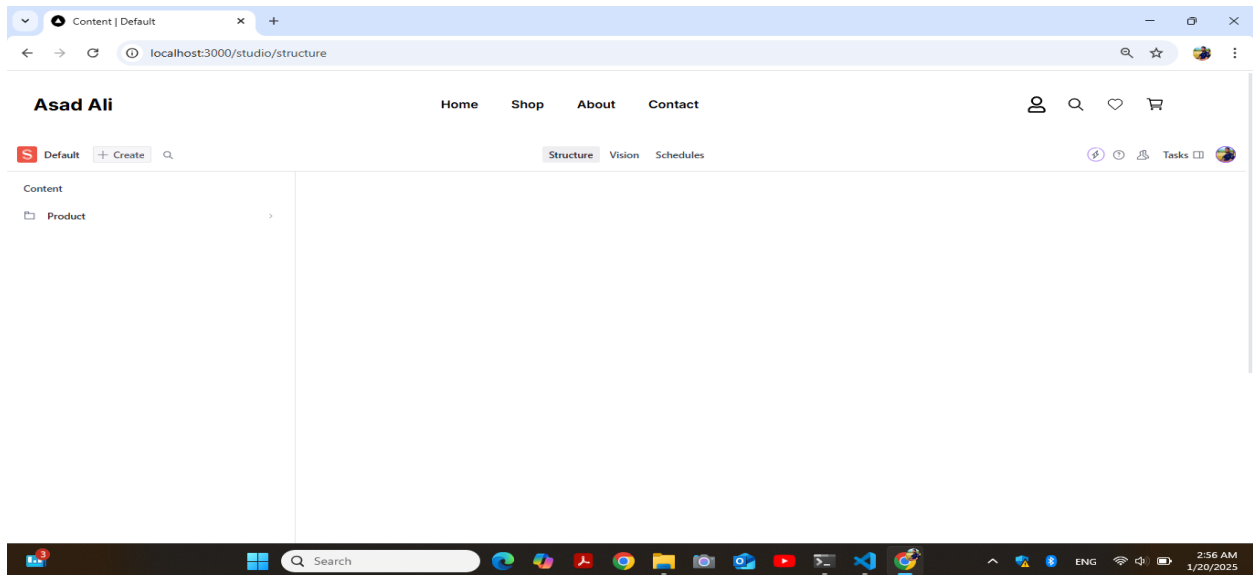 Content | Default
localhost:3000/studio/structure
Asad Ali Home Shop About Contact
S Default + Create Structure Vision Schedules Tasks
Content
Product
3 Search ENG 2:56 AM
1/20/2025